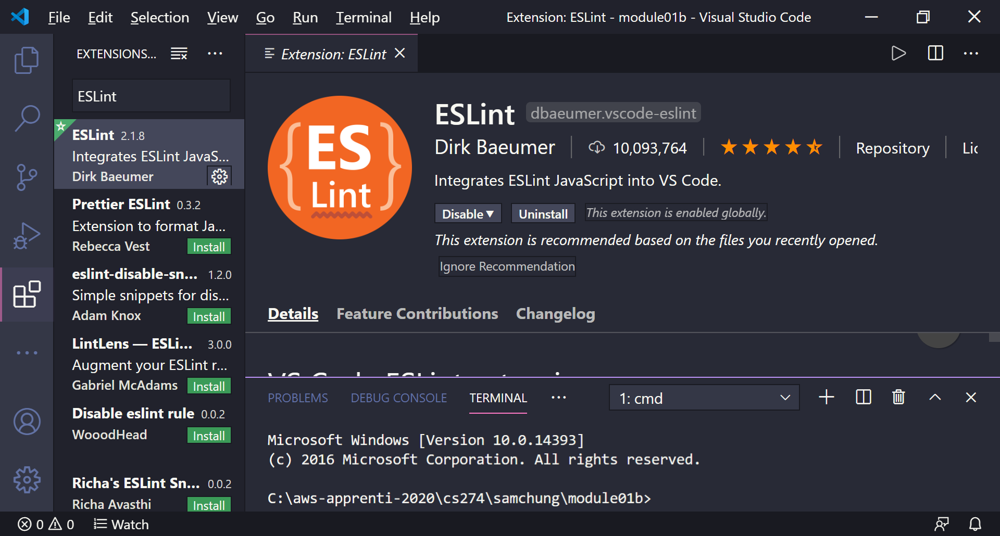 File Edit Selection View Go Run Terminal Help Extension: ESLint - module01b - Visual Studio Code
EXTENSIONS...
Extension: ESLint
ESLint
ESLint 2.1.8
Integrates ESLint JavaS...
Dirk Baeumer
Prettier ESLint 0.3.2
Extension to format Ja...
Rebecca Vest Install
eslint-disable-sn... 1.2.0
Simple snippets for dis...
Adam Knox Install
LintLens — ESLi... 3.0.0
Augment your ESLint r...
Gabriel McAdams Install
Disable eslint rule 0.0.2
WooodHead Install
Richa's ESLint Sn... 0.0.2
Richa Avasthi Install
{ES}
Lint
ESLint dbaeumer.vscode-eslint
Dirk Baeumer 10,093,764 Repository Lic
Integrates ESLint JavaScript into VS Code.
Disable Uninstall This extension is enabled globally.
This extension is recommended based on the files you recently opened.
Ignore Recommendation
Details Feature Contributions Changelog
VS Code ESLint extension
PROBLEMS DEBUG CONSOLE TERMINAL ... 1: cmd
Microsoft Windows [Version 10.0.14393]
(c) 2016 Microsoft Corporation. All rights reserved.
C:\aws-apprenti-2020\cs274\samchung\module01b>
0 0 Watch